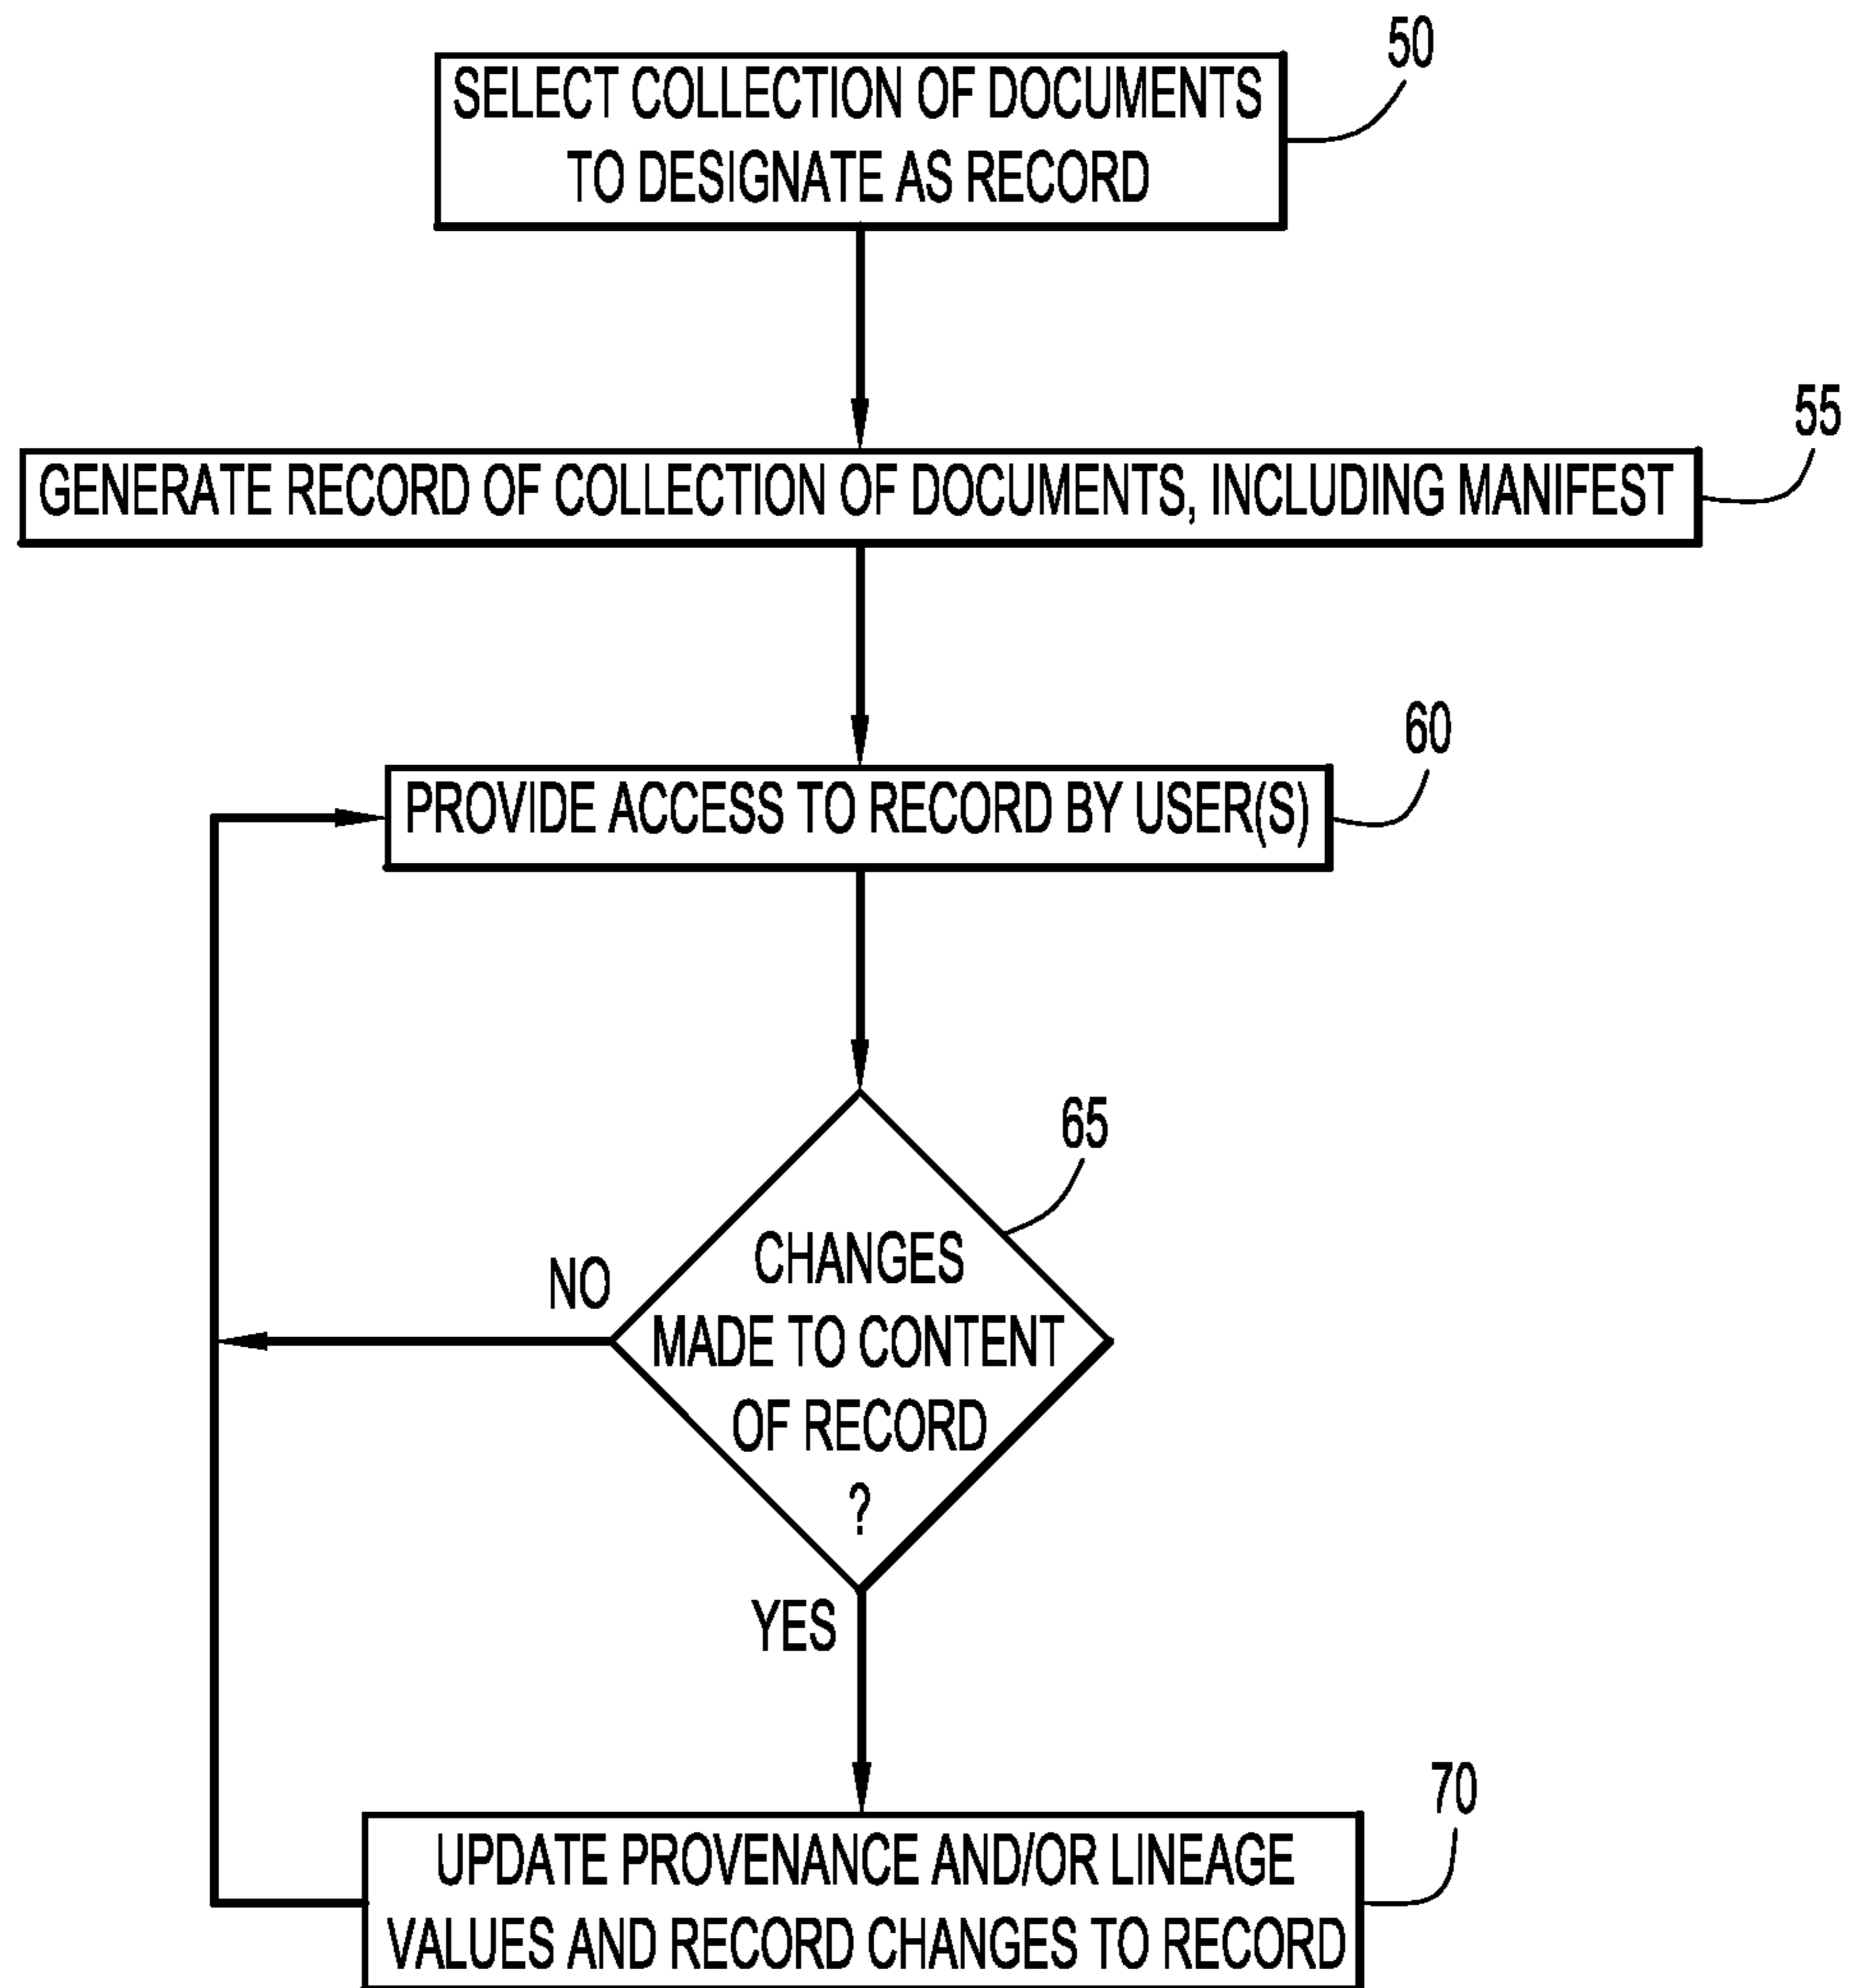 50
SELECT COLLECTION OF DOCUMENTS
TO DESIGNATE AS RECORD
55
GENERATE RECORD OF COLLECTION OF DOCUMENTS, INCLUDING MANIFEST
60
PROVIDE ACCESS TO RECORD BY USER(S)
65
CHANGES
MADE TO CONTENT
OF RECORD
?
NO
YES
70
UPDATE PROVENANCE AND/OR LINEAGE
VALUES AND RECORD CHANGES TO RECORD